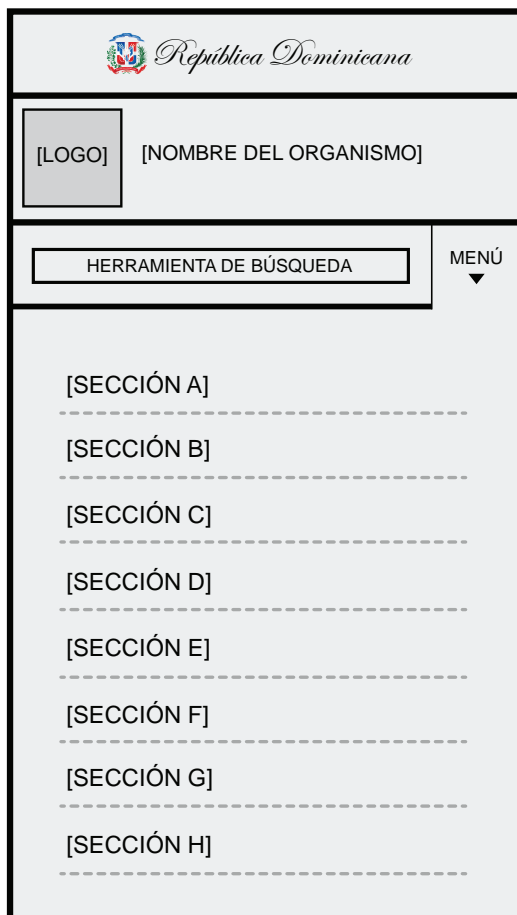 República Dominicana
[LOGO]
[NOMBRE DEL ORGANISMO]
HERRAMIENTA DE BÚSQUEDA
MENÚ
[SECCIÓN A]
[SECCIÓN B]
[SECCIÓN C]
[SECCIÓN D]
[SECCIÓN E]
[SECCIÓN F]
[SECCIÓN G]
[SECCIÓN H]